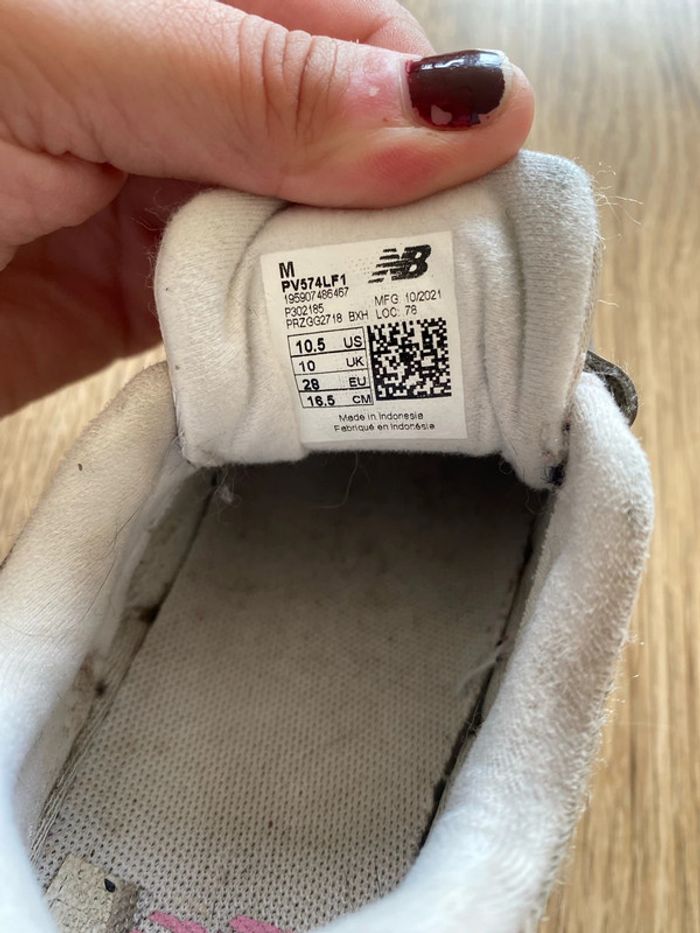 M
NB
PV574LF1
195907486467
P302185 MFG: 10/2021
PRZGG2718 BXH LOC: 78
10.5 US
10 UK
28 EU
16.5 CM
Made in Indonesia
Fabriqué en Indonésie